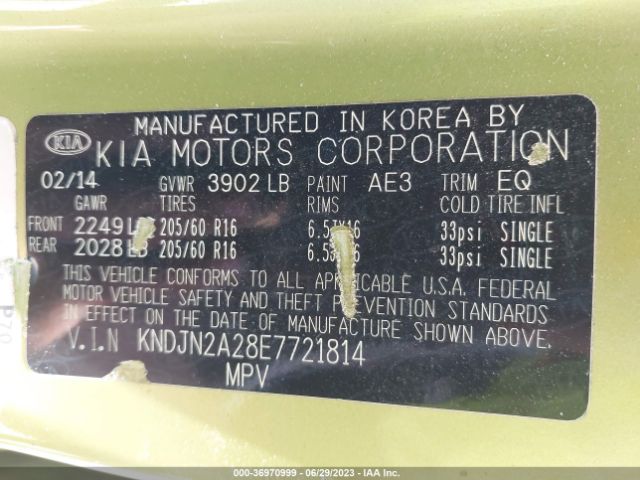 KIA MANUFACTURED IN KOREA BY
KIA MOTORS CORPORATION
02/14 GVWR 3902 LB PAINT AE3 TRIM EQ
GAWR TIRES RIMS COLD TIRE INFL
FRONT 2249 LB 205/60 R16 33psi SINGLE
REAR 2028 LB 205/60 R16 33psi SINGLE
THIS VEHICLE CONFORMS TO ALL APPLICABLE U.S.A. FEDERAL
MOTOR VEHICLE SAFETY AND THEFT PREVENTION STANDARDS
IN EFFECT ON THE DATE OF MANUFACTURE SHOWN ABOVE.
V.I.N KNDJN2A28E7721814
MPV
000-36970999 - 06/29/2023 - IAA Inc.